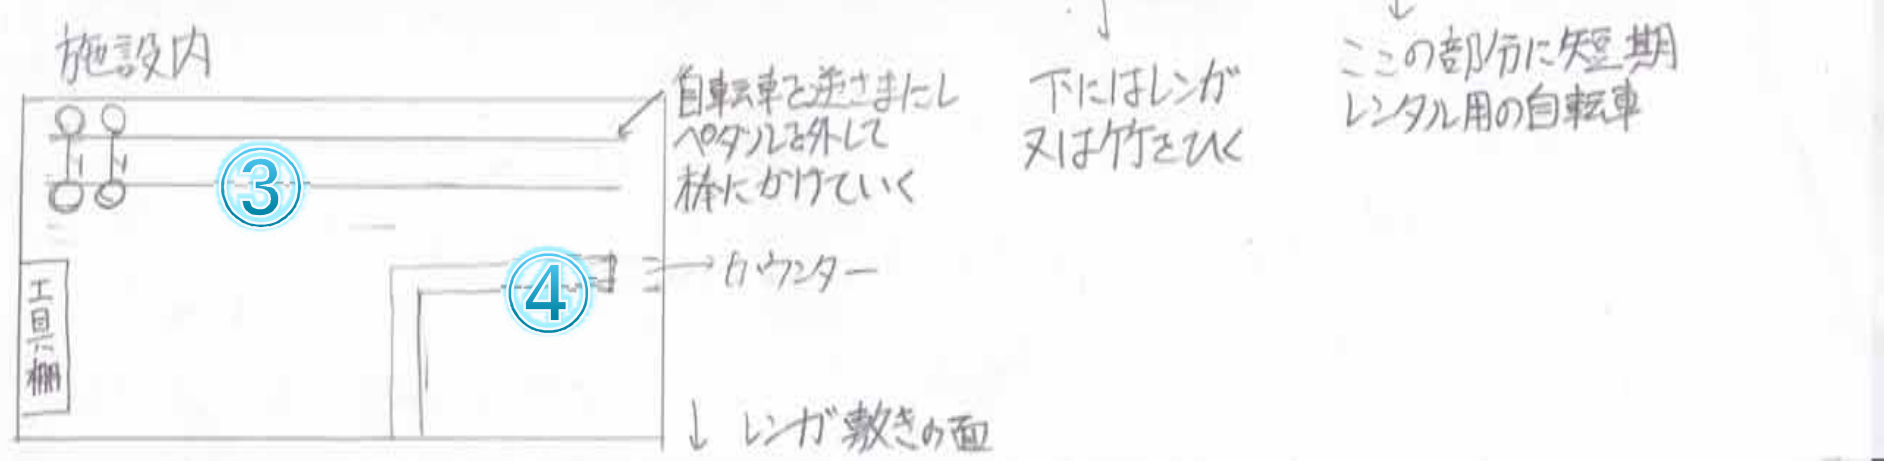 施設内
自転車を逆さまにし
ペダルを外して
棒にかけていく
下にはレンガ
又は竹をひく
ここの部分に短期
レンタル用の自転車
③
④
カウンター
工具棚
↓ レンガ敷きの面